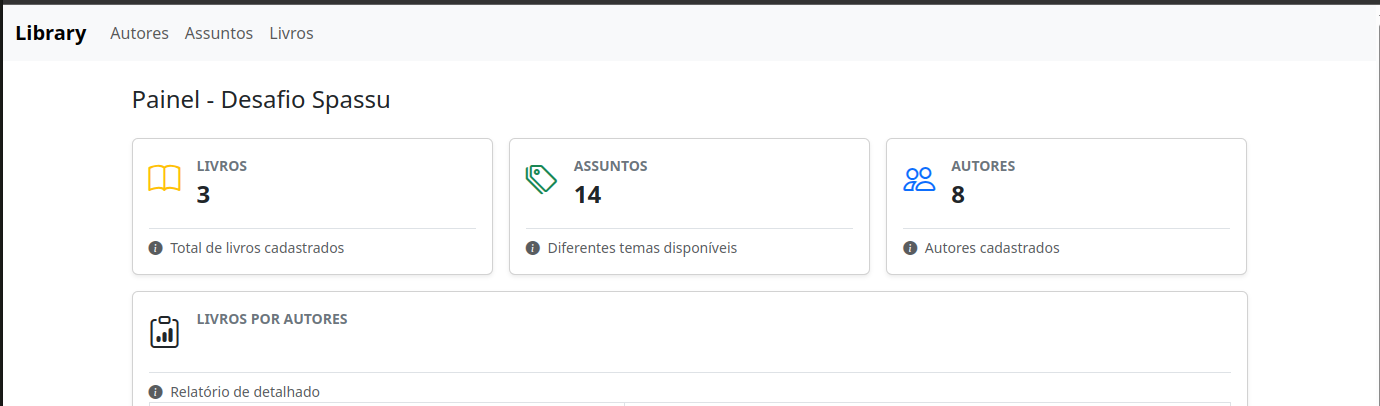 Library Autores Assuntos Livros
Painel - Desafio Spassu
LIVROS
3
Total de livros cadastrados
ASSUNTOS
14
Diferentes temas disponíveis
AUTORES
8
Autores cadastrados
LIVROS POR AUTORES
Relatório de detalhado